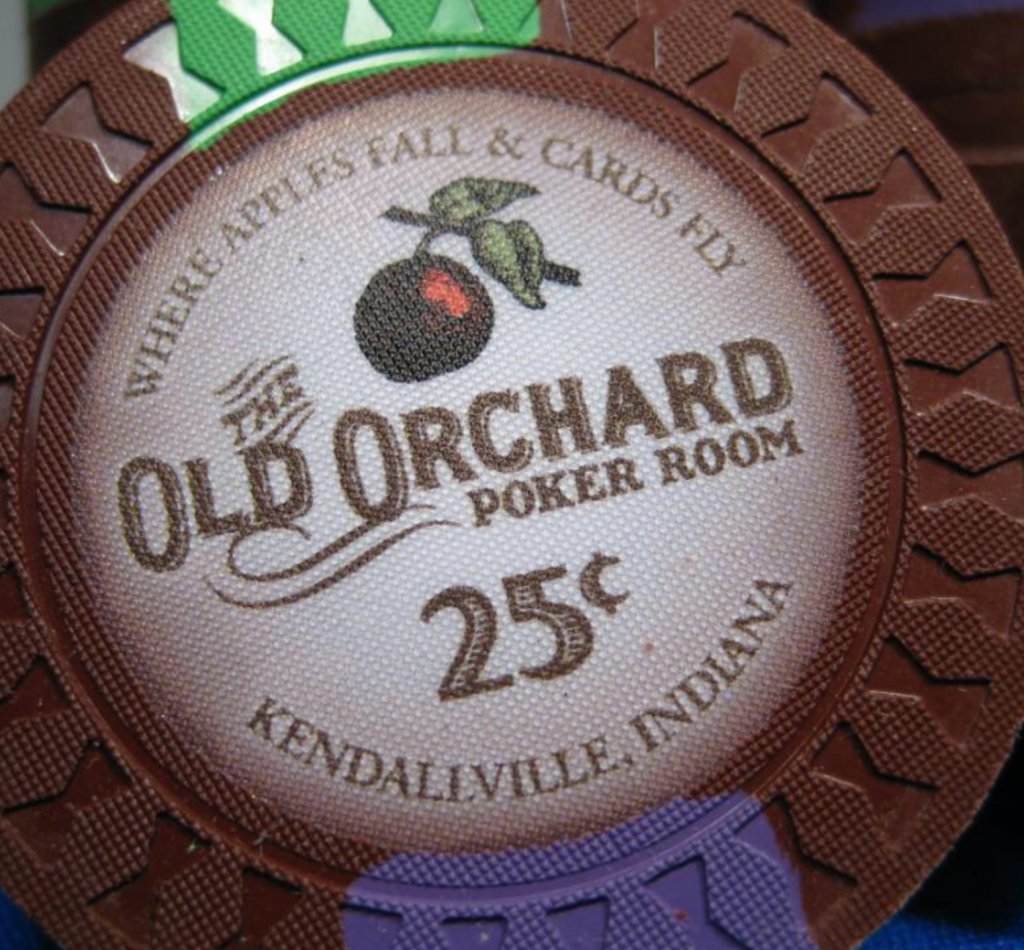 WHERE APPLES FALL & CARDS FLY
THE
OLD ORCHARD
POKER ROOM
25¢
KENDALLVILLE, INDIANA